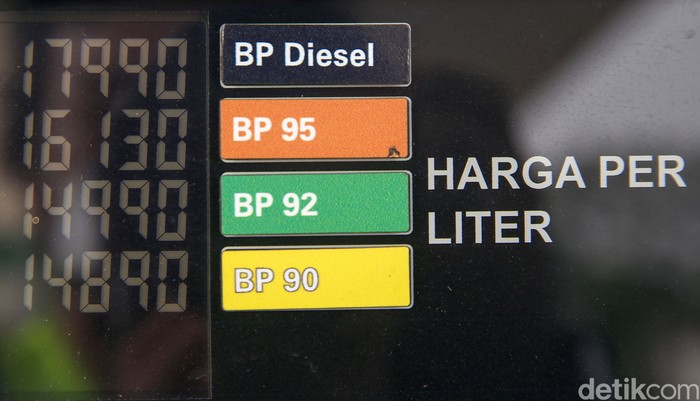 17990 BP Diesel
16130 BP 95
14990 BP 92
14890 BP 90
HARGA PER
LITER
detikcom